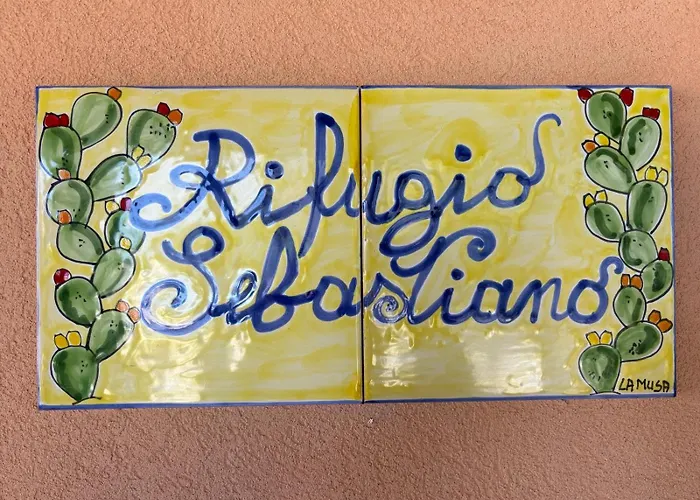 Rifugio
Sebastiano
LA MUSA